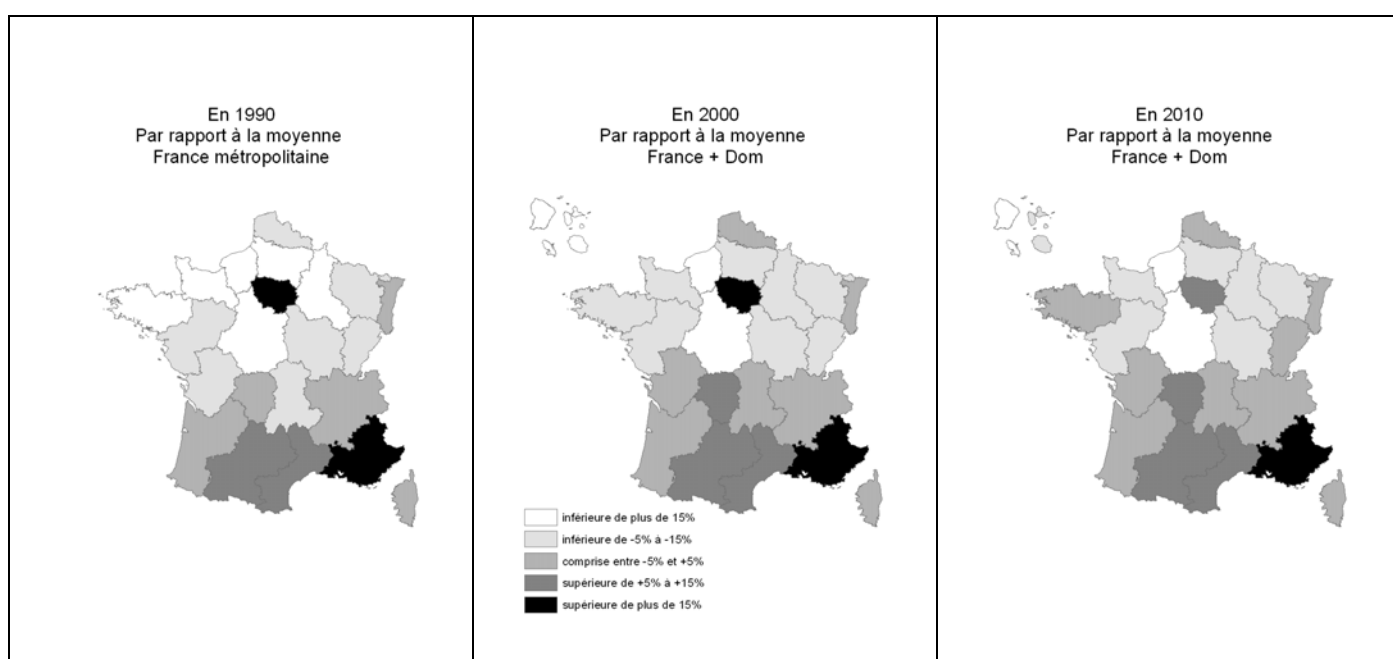 En 1990
Par rapport à la moyenne
France métropolitaine
En 2000
Par rapport à la moyenne
France + Dom
inférieure de plus de 15%
inférieure de -5% à -15%
comprise entre -5% et +5%
supérieure de +5% à +15%
supérieure de plus de 15%
En 2010
Par rapport à la moyenne
France + Dom